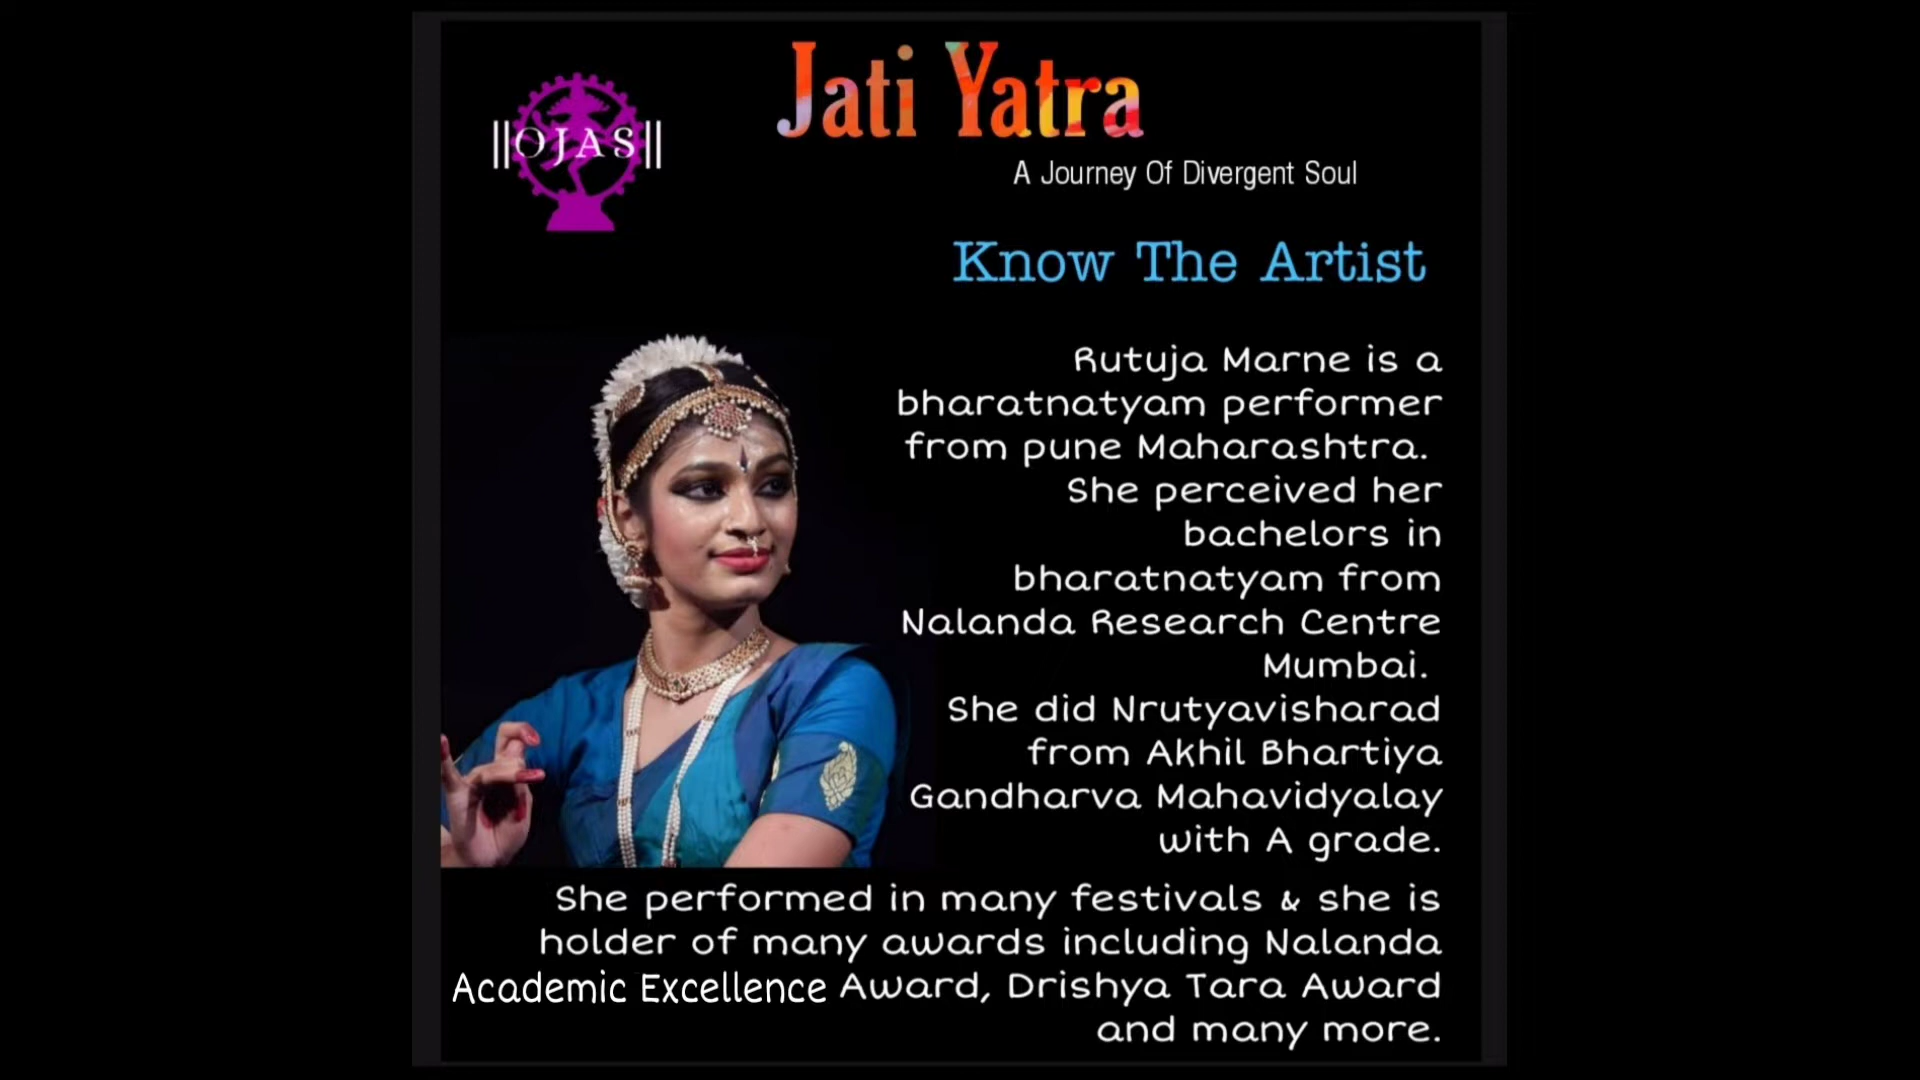 Jati Yatra
||OJAS||
A Journey Of Divergent Soul
Know The Artist
Rutuja Marne is a
bharatnatyam performer
from pune Maharashtra.
She perceived her
bachelors in
bharatnatyam from
Nalanda Research Centre
Mumbai.
She did Nrutyavisharad
from Akhil Bhartiya
Gandharva Mahavidyalay
with A grade.
She performed in many festivals & she is
holder of many awards including Nalanda
Academic Excellence Award, Drishya Tara Award
and many more.